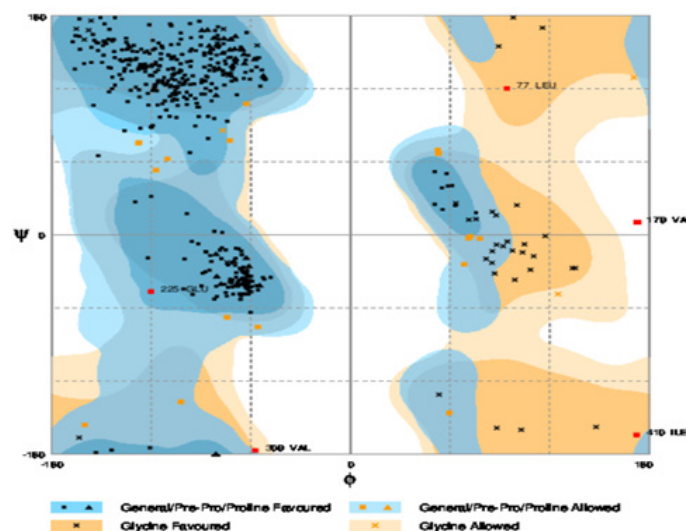 180
77 LEU
179 VA
Ψ
0
225 GLU
410 ILE
309 VAL
-180
-180
0
180
Φ
General/Pre-Pro/Proline Favoured
General/Pre-Pro/Proline Allowed
Glycine Favoured
Glycine Allowed